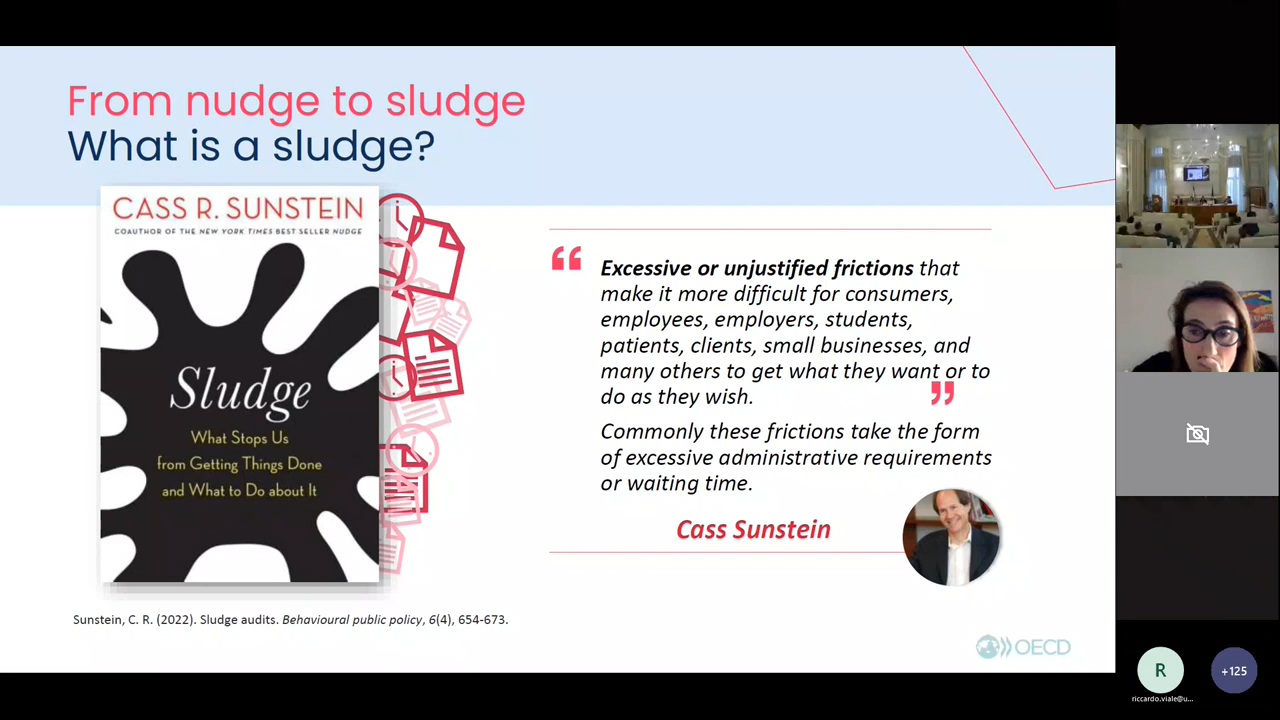 From nudge to sludge
What is a sludge?
CASS R. SUNSTEIN
COAUTHOR OF THE NEW YORK TIMES BEST SELLER NUDGE
Sludge
What Stops Us
from Getting Things Done
and What to Do about It
“
Excessive or unjustified frictions that
make it more difficult for consumers,
employees, employers, students,
patients, clients, small businesses, and
many others to get what they want or to
do as they wish.
”
Commonly these frictions take the form
of excessive administrative requirements
or waiting time.
Cass Sunstein
Sunstein, C. R. (2022). Sludge audits. Behavioural public policy, 6(4), 654-673.
OECD
R
riccardo.viale@u...
+125